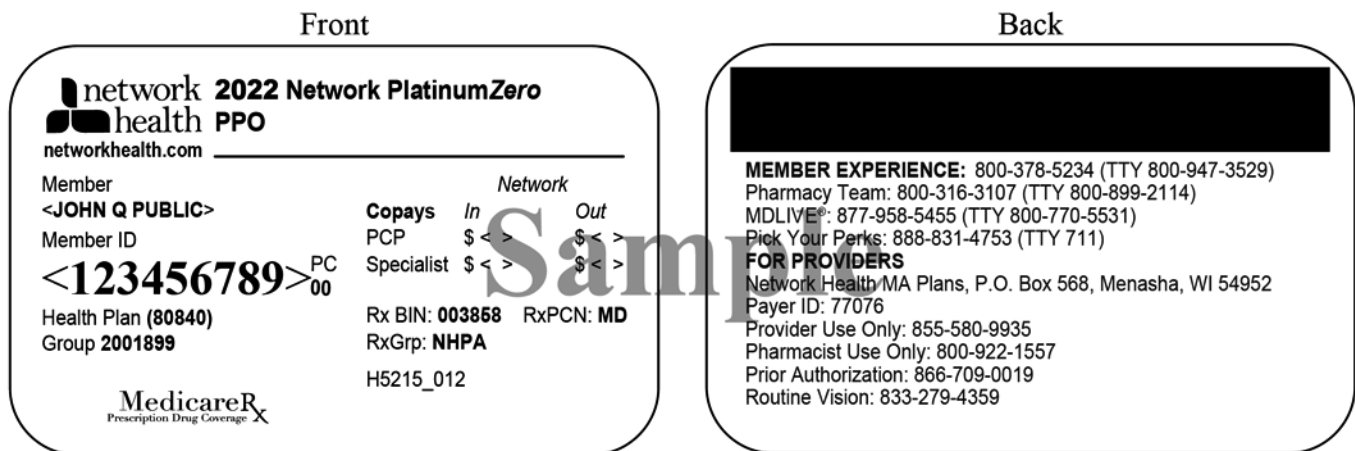 Front
network health
2022 Network PlatinumZero
PPO
networkhealth.com
Member
<JOHN Q PUBLIC>
Member ID
<123456789> PC 00
Health Plan (80840)
Group 2001899
MedicareRx
Prescription Drug Coverage
Network
Copays In Out
PCP $ < > $ < >
Specialist $ < > $ < >
Rx BIN: 003858 RxPCN: MD
RxGrp: NHPA
H5215_012
Sample
Back
MEMBER EXPERIENCE: 800-378-5234 (TTY 800-947-3529)
Pharmacy Team: 800-316-3107 (TTY 800-899-2114)
MDLIVE®: 877-958-5455 (TTY 800-770-5531)
Pick Your Perks: 888-831-4753 (TTY 711)
FOR PROVIDERS
Network Health MA Plans, P.O. Box 568, Menasha, WI 54952
Payer ID: 77076
Provider Use Only: 855-580-9935
Pharmacist Use Only: 800-922-1557
Prior Authorization: 866-709-0019
Routine Vision: 833-279-4359